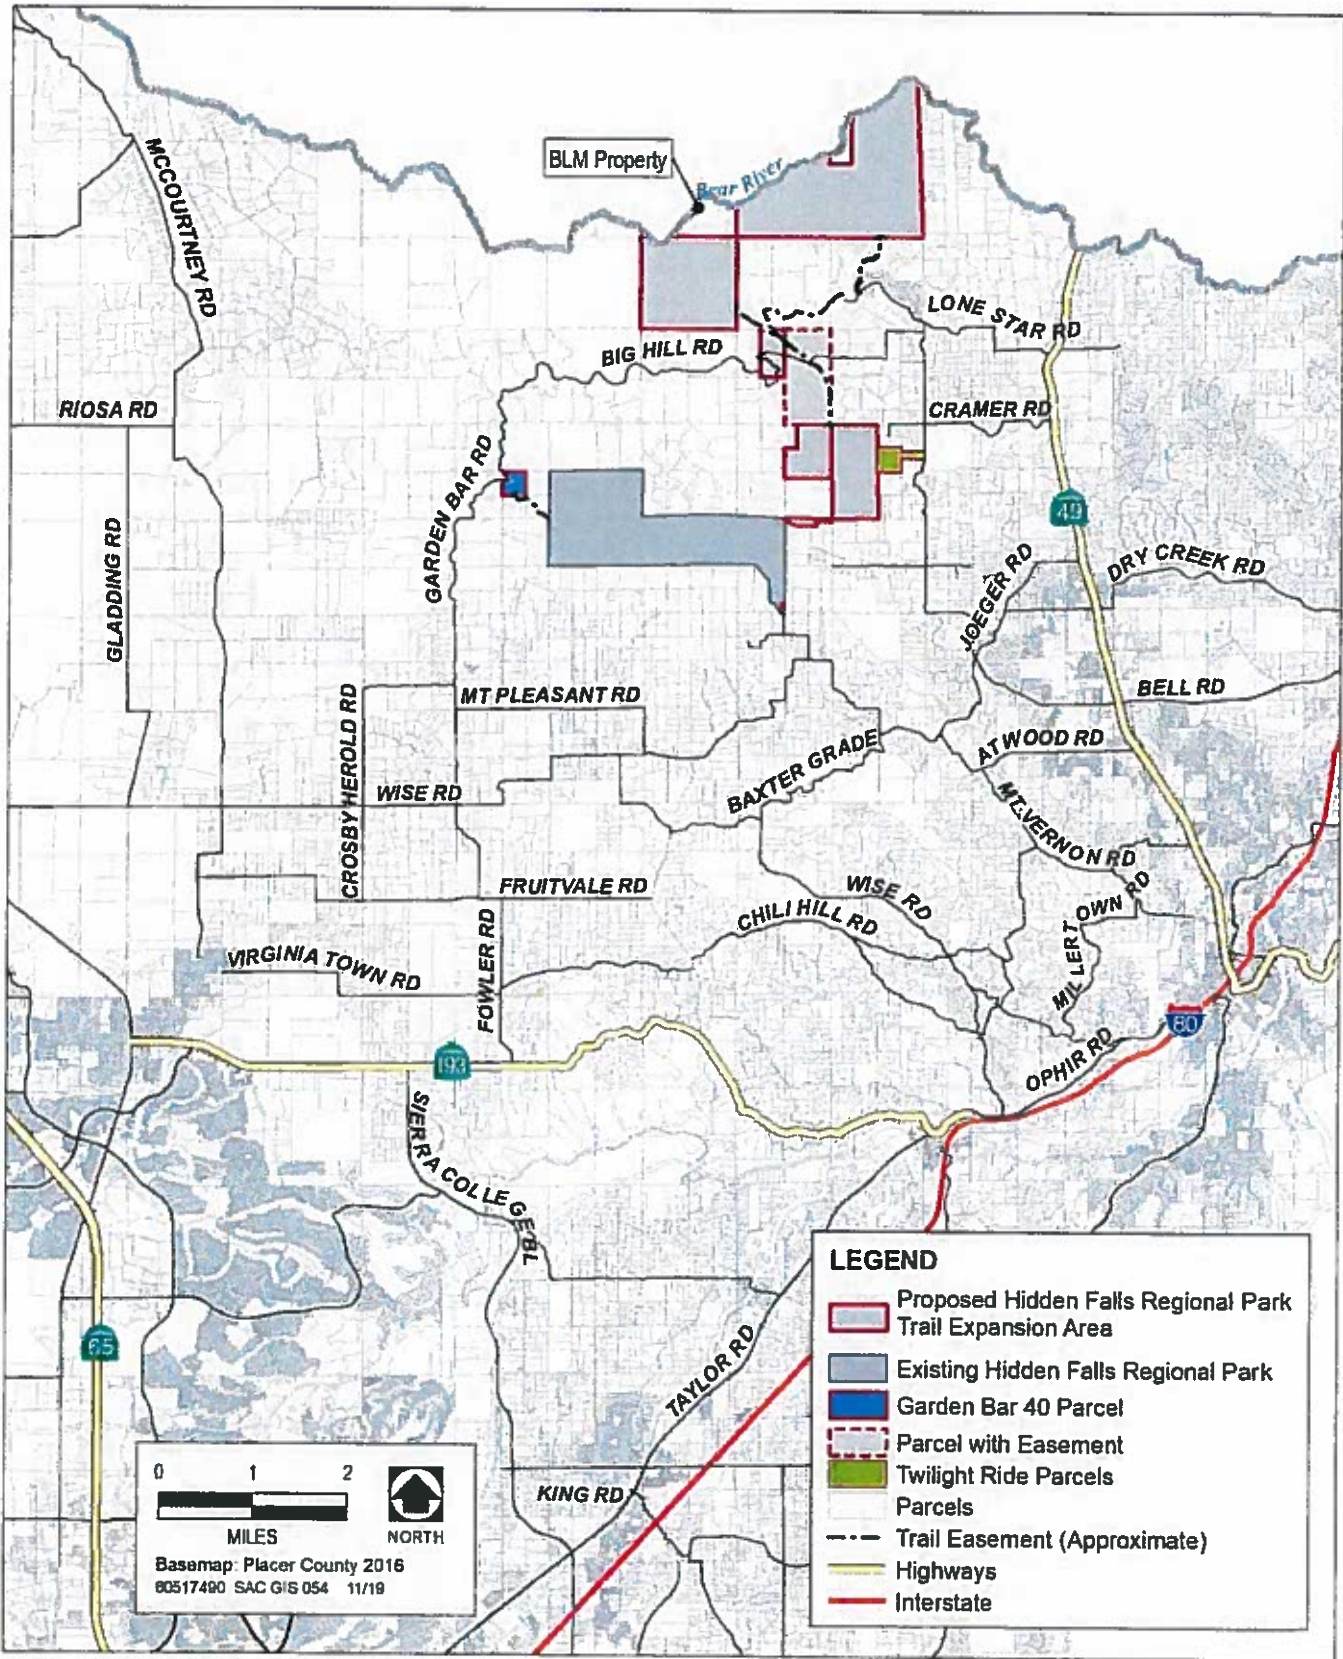 BLM Property
Bear River
MCCOURTNEY RD
LONE STAR RD
BIG HILL RD
RIOSA RD
CRAMER RD
GARDEN BAR RD
49
GLADDING RD
JOEGER RD
DRY CREEK RD
MT PLEASANT RD
BELL RD
CROSBY HEROLD RD
ATWOOD RD
BAXTER GRADE
WISE RD
MT. VERNON RD
FRUITVALE RD
WISE RD
CHILI HILL RD
MILLERTOWN RD
VIRGINIA TOWN RD
FOWLER RD
80
OPHIR RD
193
SIERRA COLLEGE BL
65
TAYLOR RD
KING RD
LEGEND
Proposed Hidden Falls Regional Park
Trail Expansion Area
Existing Hidden Falls Regional Park
Garden Bar 40 Parcel
Parcel with Easement
Twilight Ride Parcels
Parcels
Trail Easement (Approximate)
Highways
Interstate
0 1 2
MILES
NORTH
Basemap: Placer County 2016
60517490 SAC GIS 054 11/19